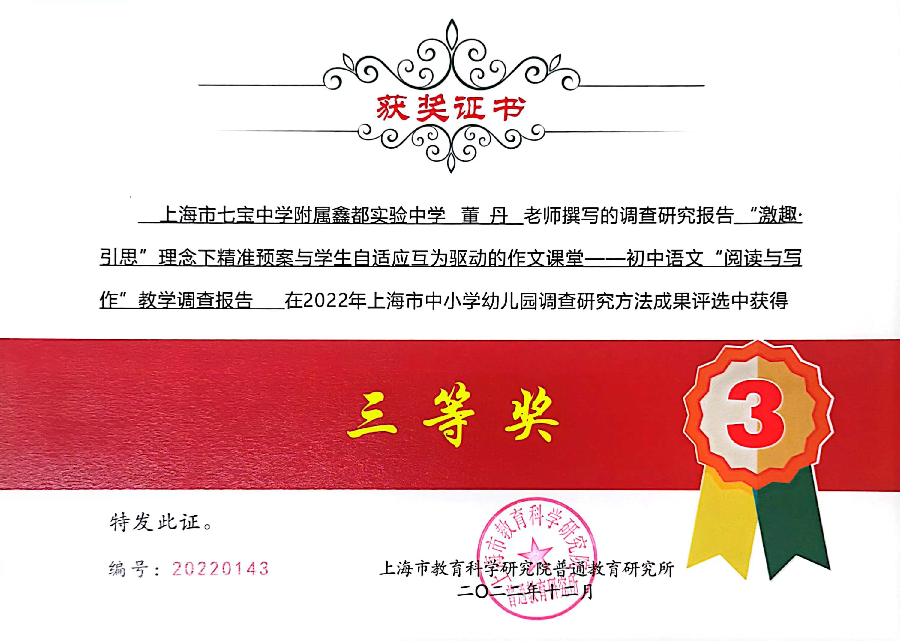 获奖证书
上海市七宝中学附属鑫都实验中学 董 丹 老师撰写的调查研究报告“激趣·
引思”理念下精准预案与学生自适应互为驱动的作文课堂——初中语文“阅读与写
作”教学调查报告 在2022年上海市中小学幼儿园调查研究方法成果评选中获得
三等奖
3
特发此证。
编号：20220143
上海市教育科学研究院
普通教育研究所
上海市教育科学研究院普通教育研究所
二〇二二年十二月